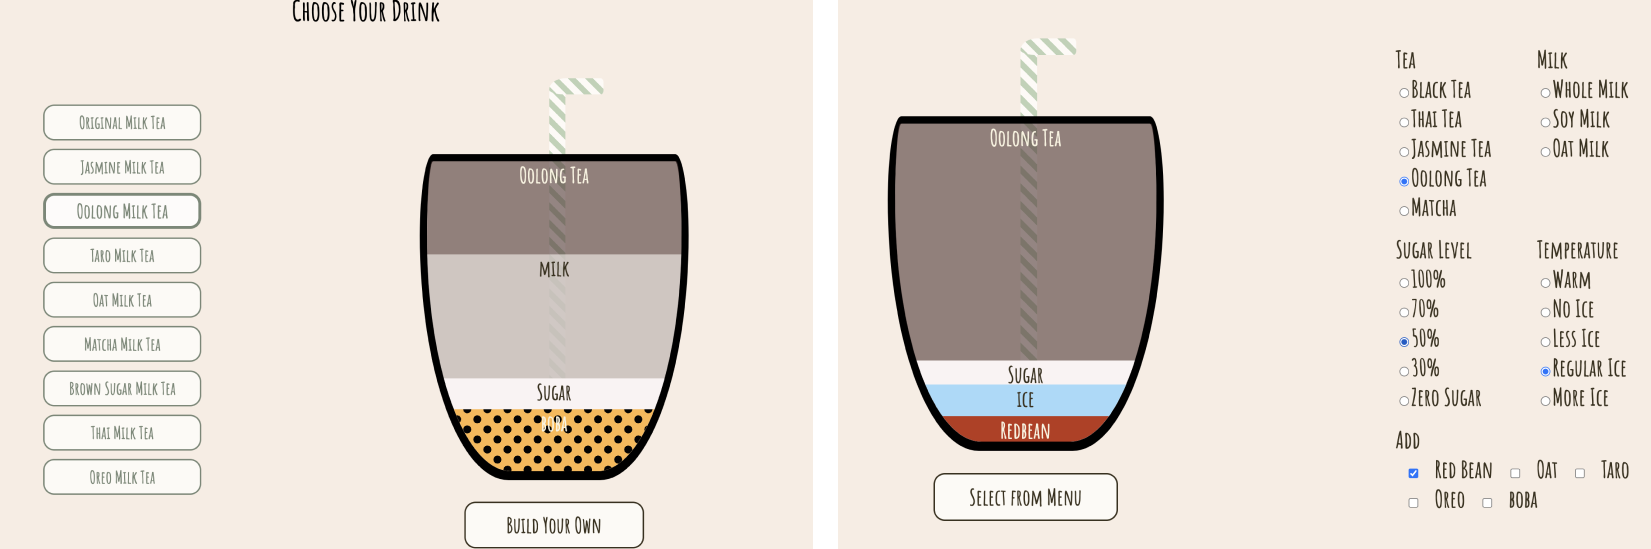 Choose Your Drink
Original Milk Tea
Jasmine Milk Tea
Oolong Milk Tea
Taro Milk Tea
Oat Milk Tea
Matcha Milk Tea
Brown Sugar Milk Tea
Thai Milk Tea
Oreo Milk Tea
Oolong Tea
milk
Sugar
Boba
Build Your Own
Oolong Tea
Sugar
Ice
Redbean
Select from Menu
Tea
Black Tea
Thai Tea
Jasmine Tea
Oolong Tea
Matcha
Milk
Whole Milk
Soy Milk
Oat Milk
Sugar Level
100%
70%
50%
30%
Zero Sugar
Temperature
Warm
No Ice
Less Ice
Regular Ice
More Ice
Add
Red Bean Oat Taro
Oreo boba